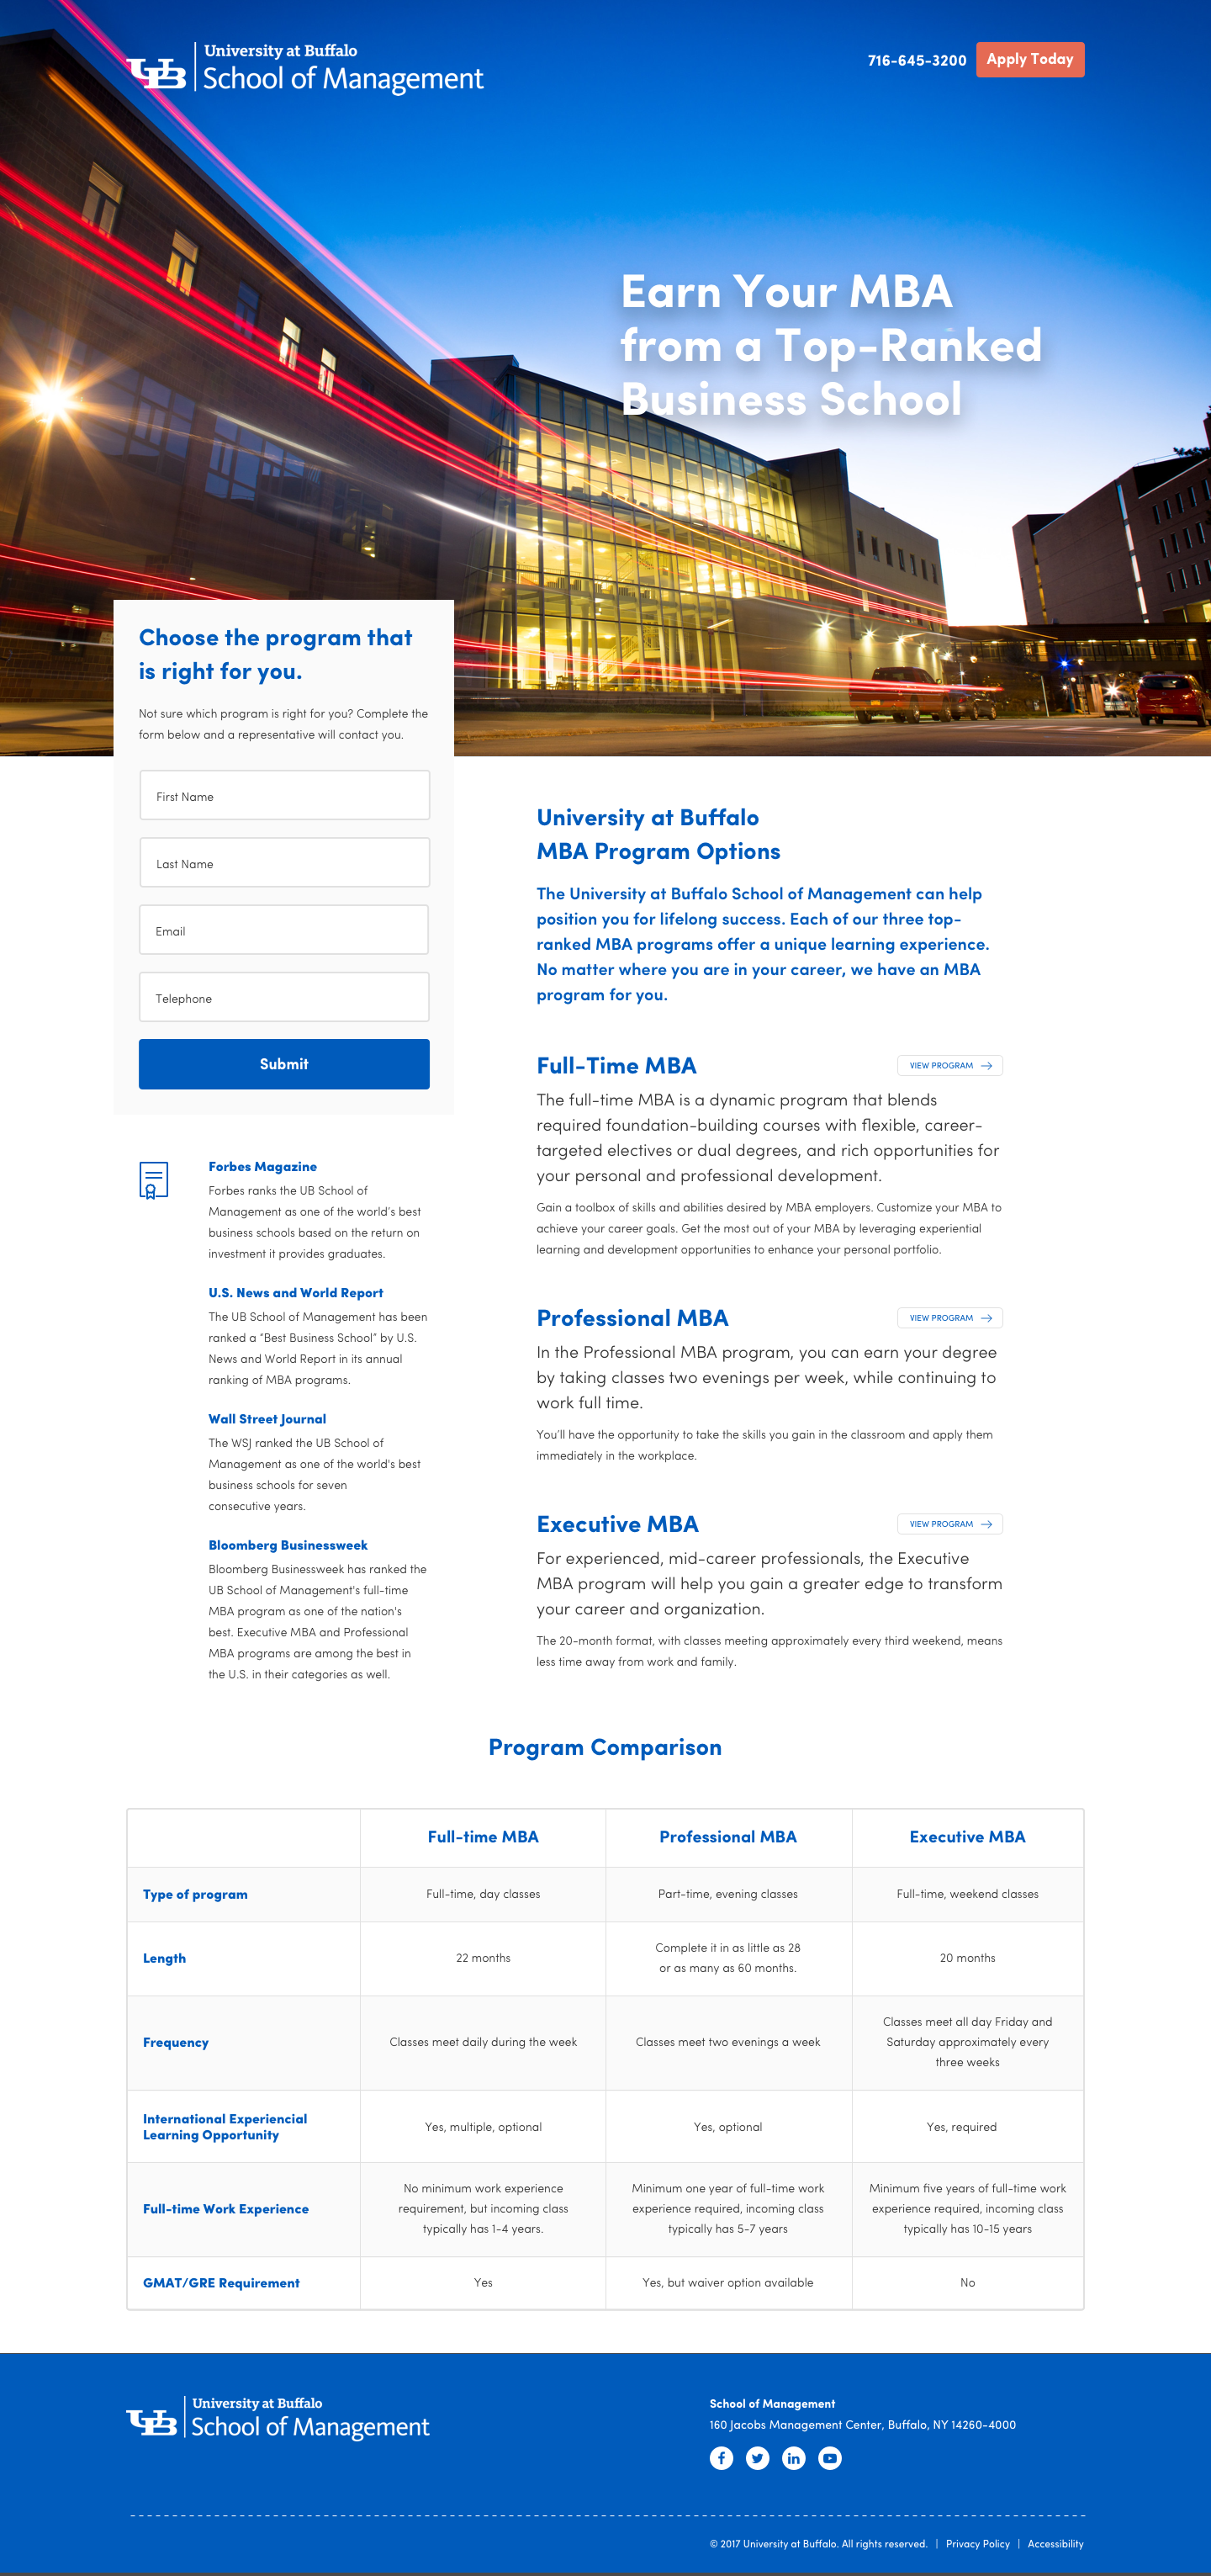 University at Buffalo
School of Management
716-645-3200
Apply Today
Earn Your MBA
from a Top-Ranked
Business School
Choose the program that
is right for you.
Not sure which program is right for you? Complete the
form below and a representative will contact you.
First Name
Last Name
Email
Telephone
Submit
Forbes Magazine
Forbes ranks the UB School of
Management as one of the world's best
business schools based on the return on
investment it provides graduates.
U.S. News and World Report
The UB School of Management has been
ranked a "Best Business School" by U.S.
News and World Report in its annual
ranking of MBA programs.
Wall Street Journal
The WSJ ranked the UB School of
Management as one of the world's best
business schools for seven
consecutive years.
Bloomberg Businessweek
Bloomberg Businessweek has ranked the
UB School of Management's full-time
MBA program as one of the nation's
best. Executive MBA and Professional
MBA programs are among the best in
the U.S. in their categories as well.
University at Buffalo
MBA Program Options
The University at Buffalo School of Management can help
position you for lifelong success. Each of our three top-
ranked MBA programs offer a unique learning experience.
No matter where you are in your career, we have an MBA
program for you.
Full-Time MBA
VIEW PROGRAM
The full-time MBA is a dynamic program that blends
required foundation-building courses with flexible, career-
targeted electives or dual degrees, and rich opportunities for
your personal and professional development.
Gain a toolbox of skills and abilities desired by MBA employers. Customize your MBA to
achieve your career goals. Get the most out of your MBA by leveraging experiential
learning and development opportunities to enhance your personal portfolio.
Professional MBA
VIEW PROGRAM
In the Professional MBA program, you can earn your degree
by taking classes two evenings per week, while continuing to
work full time.
You'll have the opportunity to take the skills you gain in the classroom and apply them
immediately in the workplace.
Executive MBA
VIEW PROGRAM
For experienced, mid-career professionals, the Executive
MBA program will help you gain a greater edge to transform
your career and organization.
The 20-month format, with classes meeting approximately every third weekend, means
less time away from work and family.
Program Comparison
Full-time MBA
Professional MBA
Executive MBA
Type of program
Full-time, day classes
Part-time, evening classes
Full-time, weekend classes
Length
22 months
Complete it in as little as 28
or as many as 60 months.
20 months
Frequency
Classes meet daily during the week
Classes meet two evenings a week
Classes meet all day Friday and
Saturday approximately every
three weeks
International Experiencial
Learning Opportunity
Yes, multiple, optional
Yes, optional
Yes, required
Full-time Work Experience
No minimum work experience
requirement, but incoming class
typically has 1-4 years.
Minimum one year of full-time work
experience required, incoming class
typically has 5-7 years
Minimum five years of full-time work
experience required, incoming class
typically has 10-15 years
GMAT/GRE Requirement
Yes
Yes, but waiver option available
No
University at Buffalo
School of Management
School of Management
160 Jacobs Management Center, Buffalo, NY 14260-4000
© 2017 University at Buffalo. All rights reserved. | Privacy Policy | Accessibility